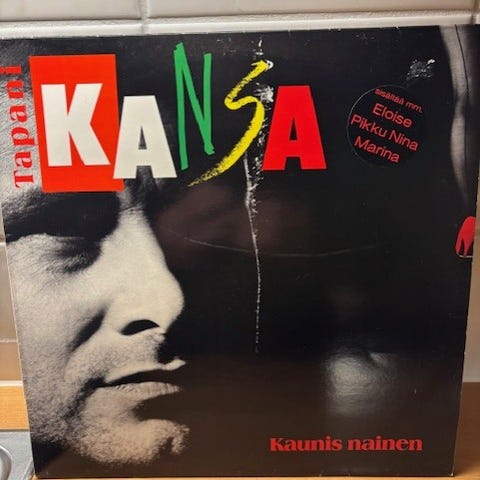 Tapani
KANSA
sisältää mm.
Eloise
Pikku Nina
Marina
Kaunis nainen